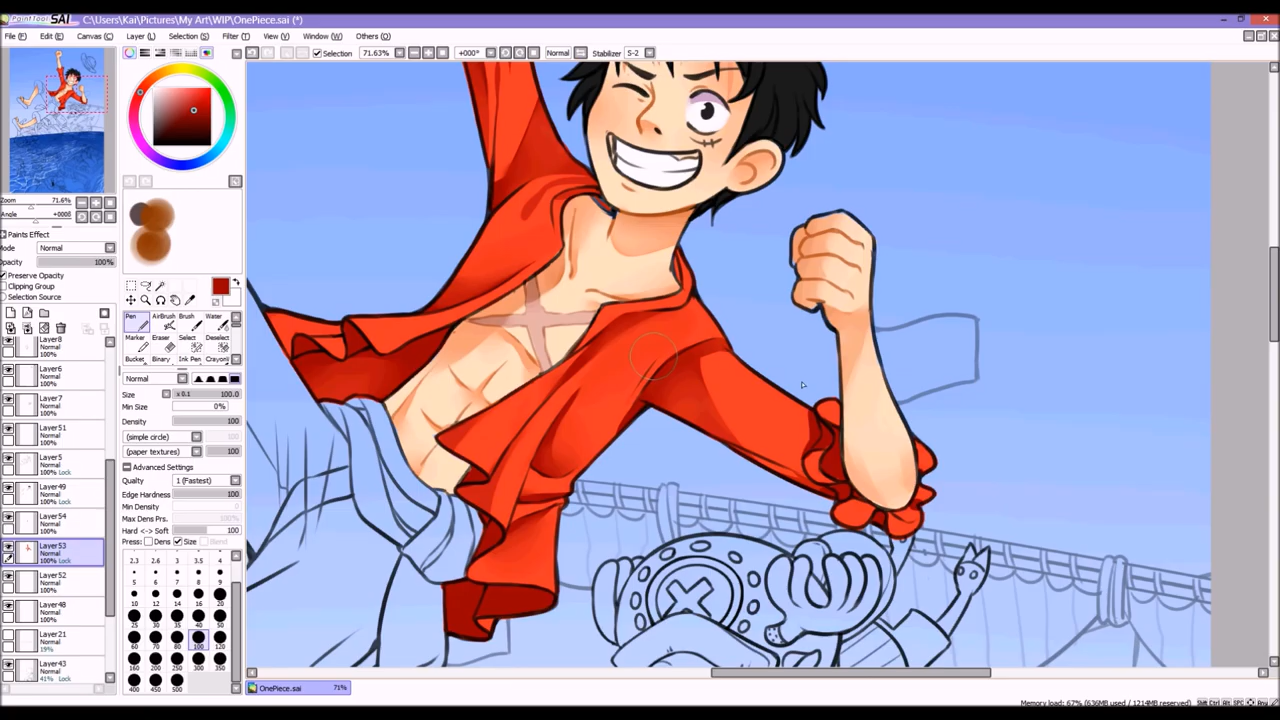 PaintTool SAI C:\Users\Kai\Pictures\My Art\WIP\OnePiece.sai (*)
File (F) Edit (E) Canvas (C) Layer (L) Selection (S) Filter (T) View (V) Window (W) Others (O)
Selection 71.63% +000° Normal Stabilizer S-2
Zoom 71.6%
Angle +000°
Paints Effect
Mode Normal
Opacity 100%
Preserve Opacity
Clipping Group
Selection Source
Layer8
Normal
100%
Layer6
Normal
100%
Layer7
Normal
100%
Layer51
Normal
100%
Layer5
Normal
100% Lock
Layer49
Normal
100% Lock
Layer54
Normal
100%
Layer53
Normal
100% Lock
Layer52
Normal
100%
Layer48
Normal
100%
Layer21
Normal
19%
Layer43
Normal
41% Lock
Pen AirBrush Brush Water
Marker Eraser Select Deselect
Bucket Binary Ink Pen Crayon
Normal
Size x 0.1 100.0
Min Size 0%
Density 100
(simple circle) 100
(paper textures) 100
Advanced Settings
Quality 1 (Fastest)
Edge Hardness 100
Min Density 0
Max Dens Prs. 100%
Hard <-> Soft 100
Press: Dens Size Blend
2.3 2.6 3 3.5 4
5 6 7 8 9
10 12 14 16 20
25 30 35 40 50
60 70 80 100 120
160 200 250 300 350
400 450 500
OnePiece.sai 71%
Memory load: 67% (636MB used / 1214MB reserved) Shift Ctrl Alt SPC Any